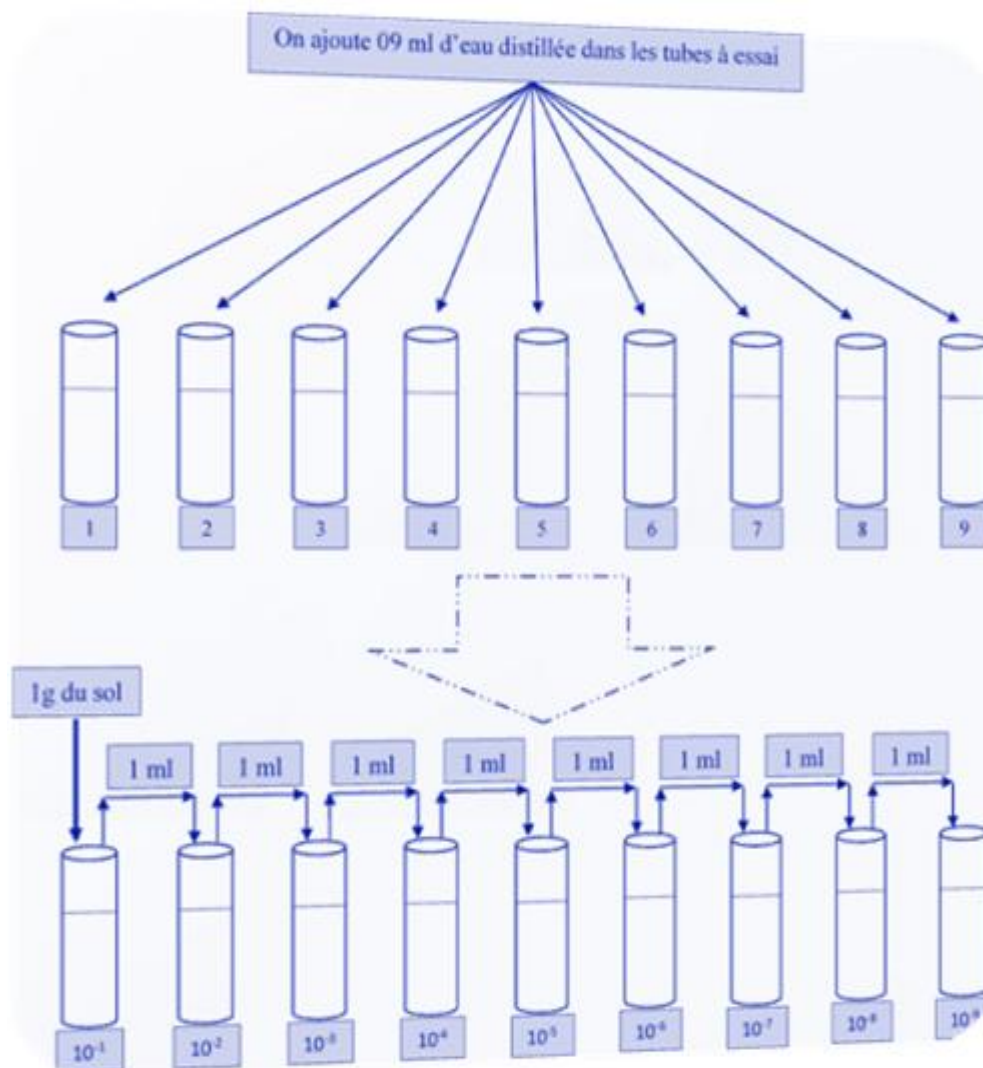 On ajoute 09 ml d'eau distillée dans les tubes à essai
1 2 3 4 5 6 7 8 9
1g du sol
1 ml 1 ml 1 ml 1 ml 1 ml 1 ml 1 ml 1 ml
10⁻¹ 10⁻² 10⁻³ 10⁻⁴ 10⁻⁵ 10⁻⁶ 10⁻⁷ 10⁻⁸ 10⁻⁹